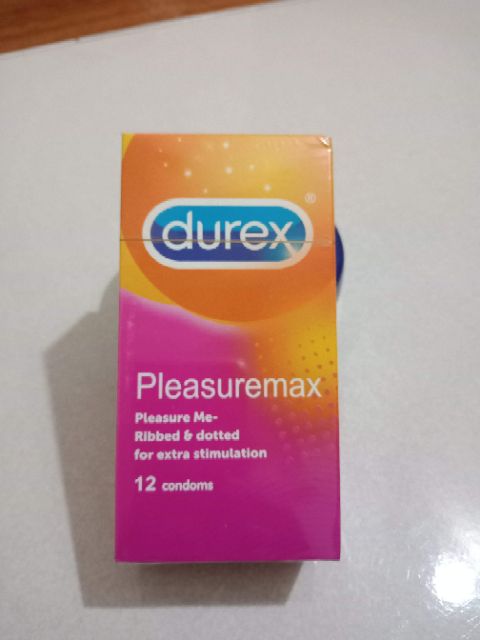 durex®
Pleasuremax
Pleasure Me-
Ribbed & dotted
for extra stimulation
12 condoms